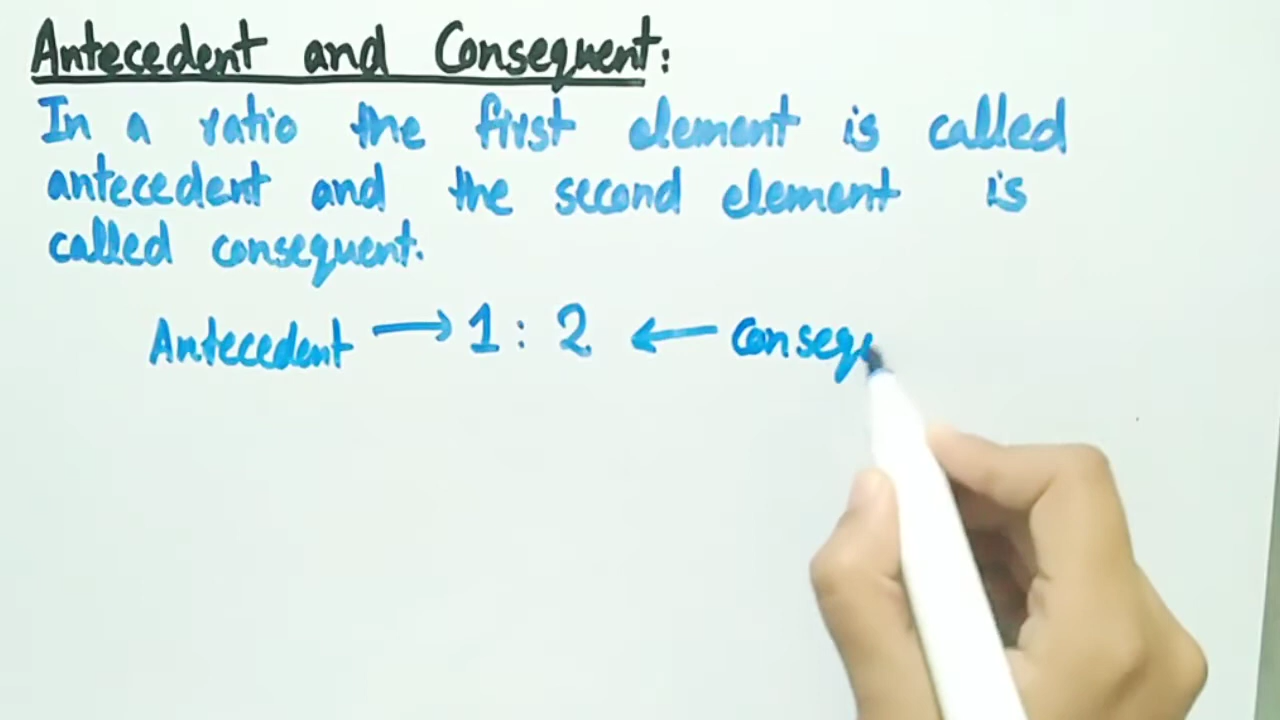 Antecedent and Consequent:
In a ratio the first element is called
antecedent and the second element is
called consequent.
Antecedent → 1 : 2 ← Consequ